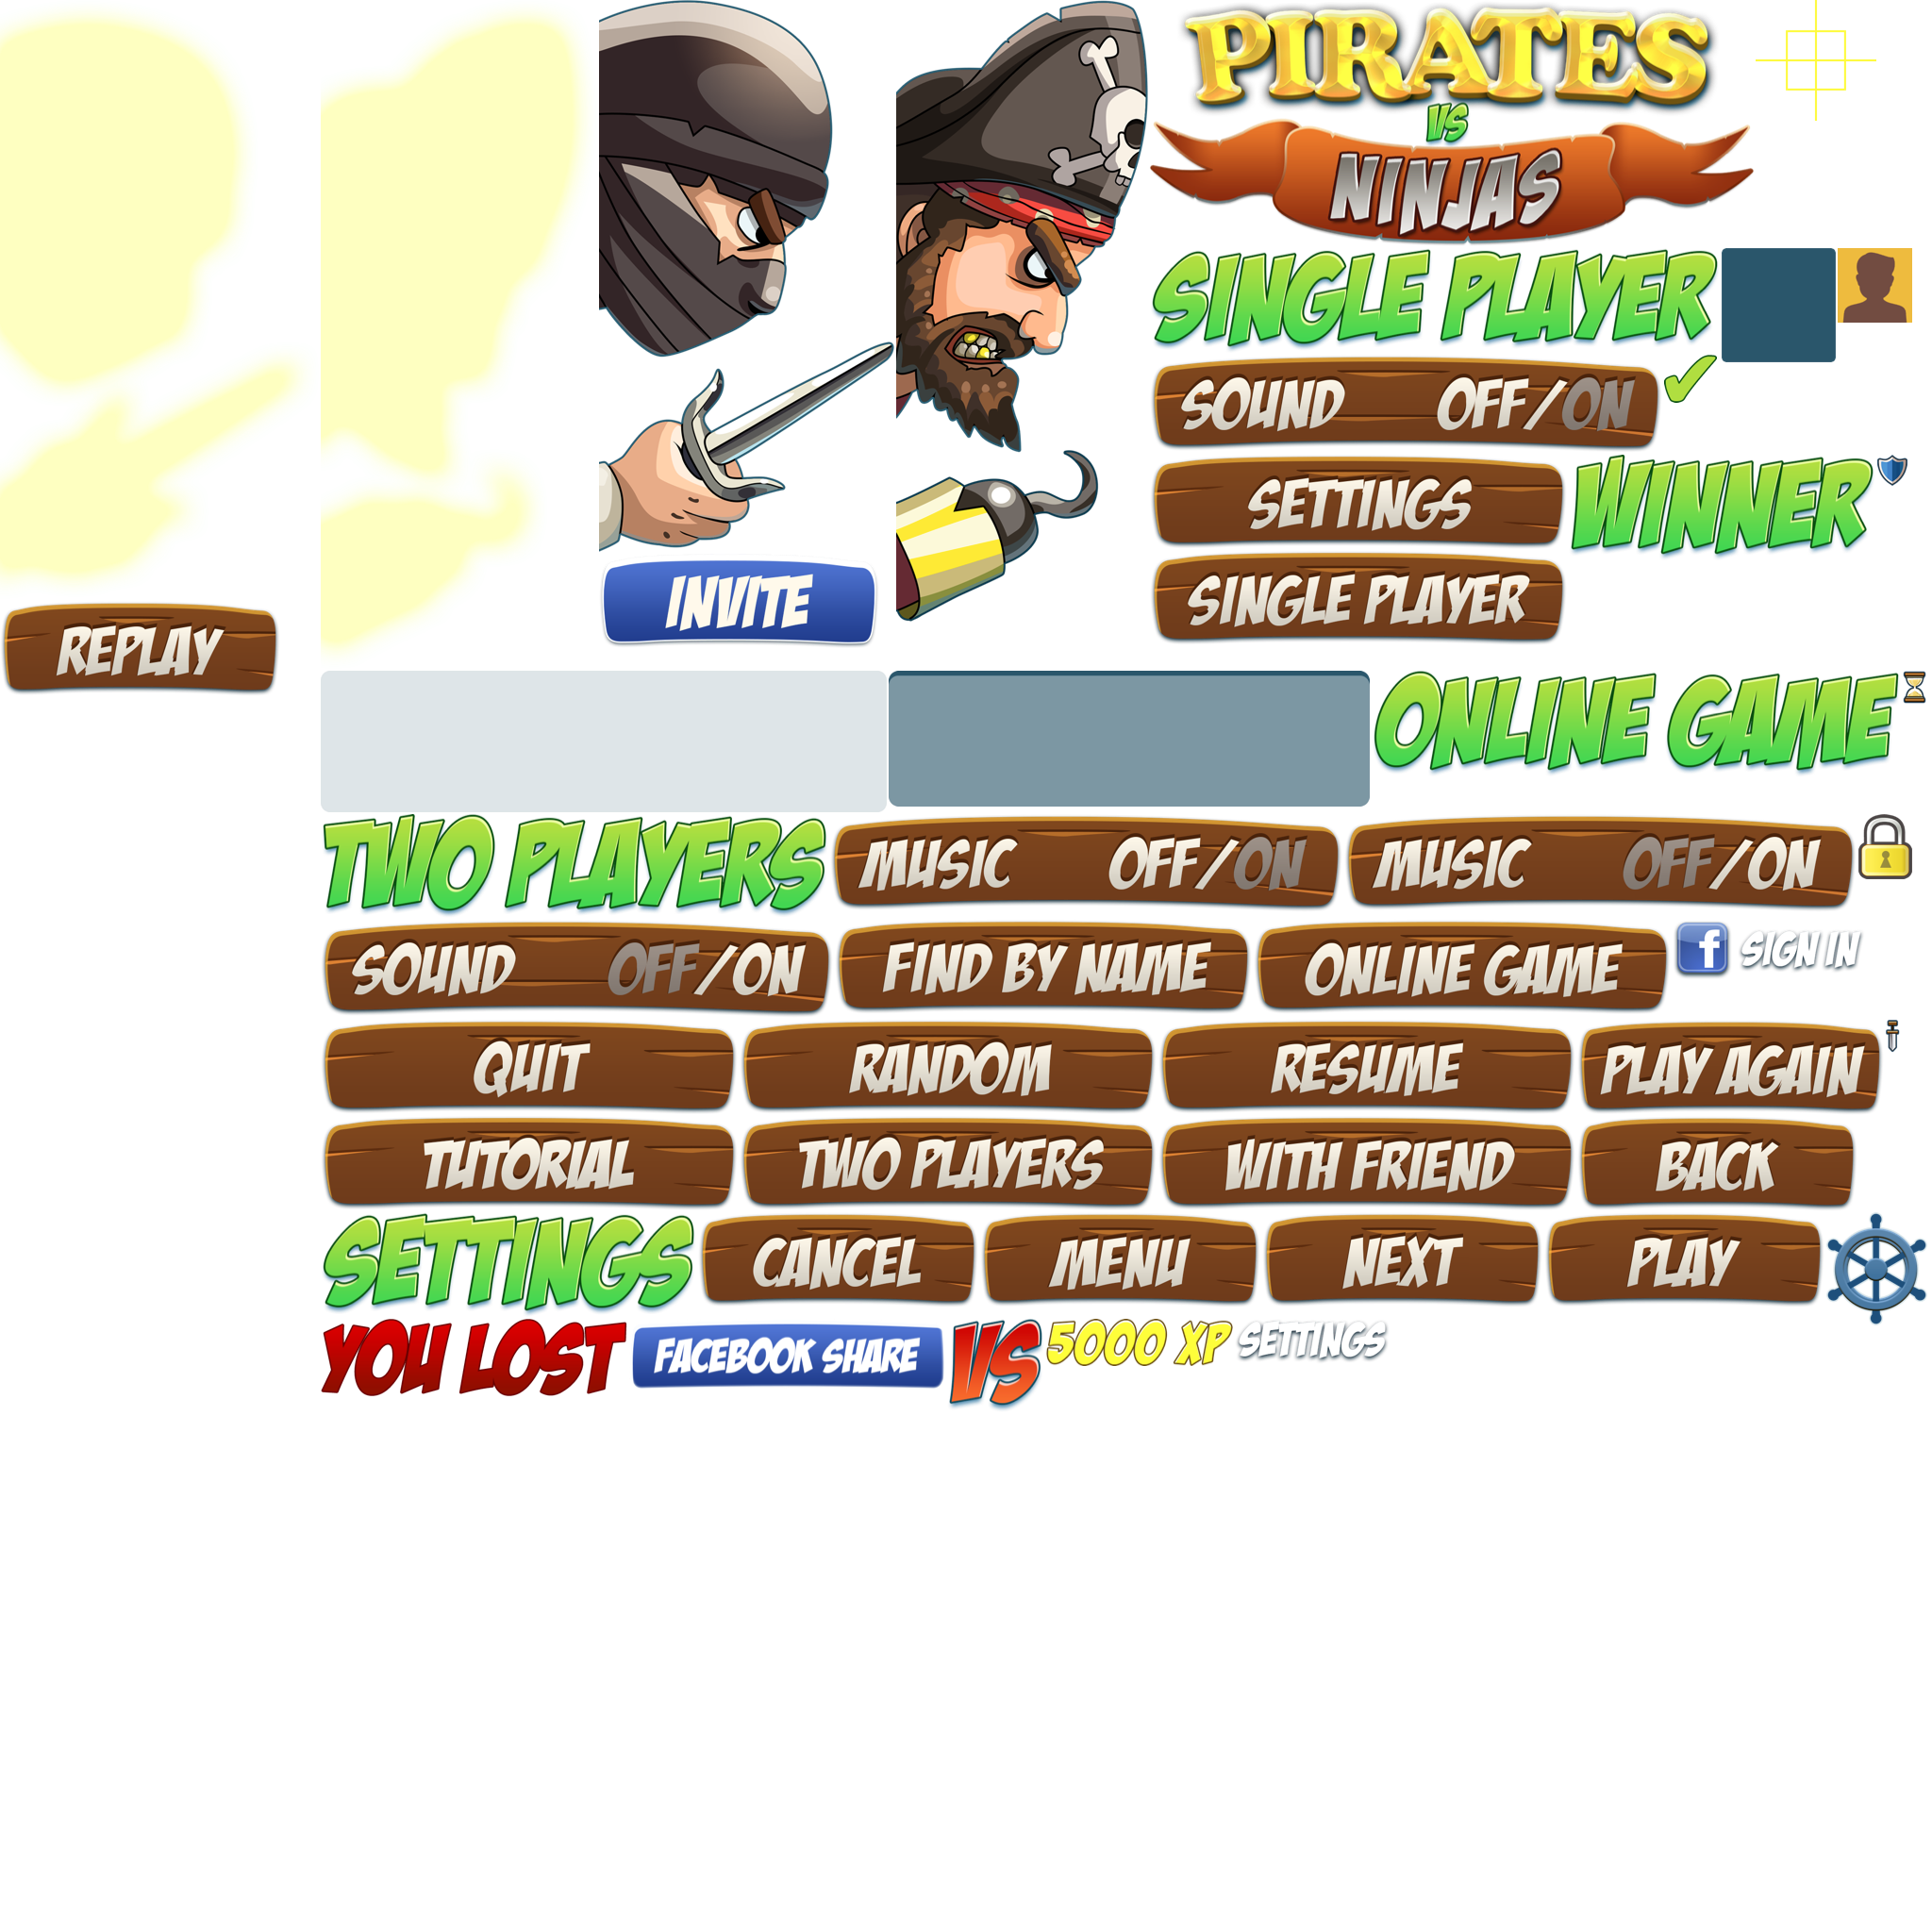 PIRATES
VS
NINJAS
SINGLE PLAYER
SOUND OFF/ON
SETTINGS
WINNER
INVITE
SINGLE PLAYER
REPLAY
ONLINE GAME
TWO PLAYERS
MUSIC OFF/ON
MUSIC OFF/ON
SOUND OFF/ON
FIND BY NAME
ONLINE GAME
f SIGN IN
QUIT
RANDOM
RESUME
PLAY AGAIN
TUTORIAL
TWO PLAYERS
WITH FRIEND
BACK
SETTINGS
CANCEL
MENU
NEXT
PLAY
YOU LOST
FACEBOOK SHARE
VS
5000 XP
SETTINGS